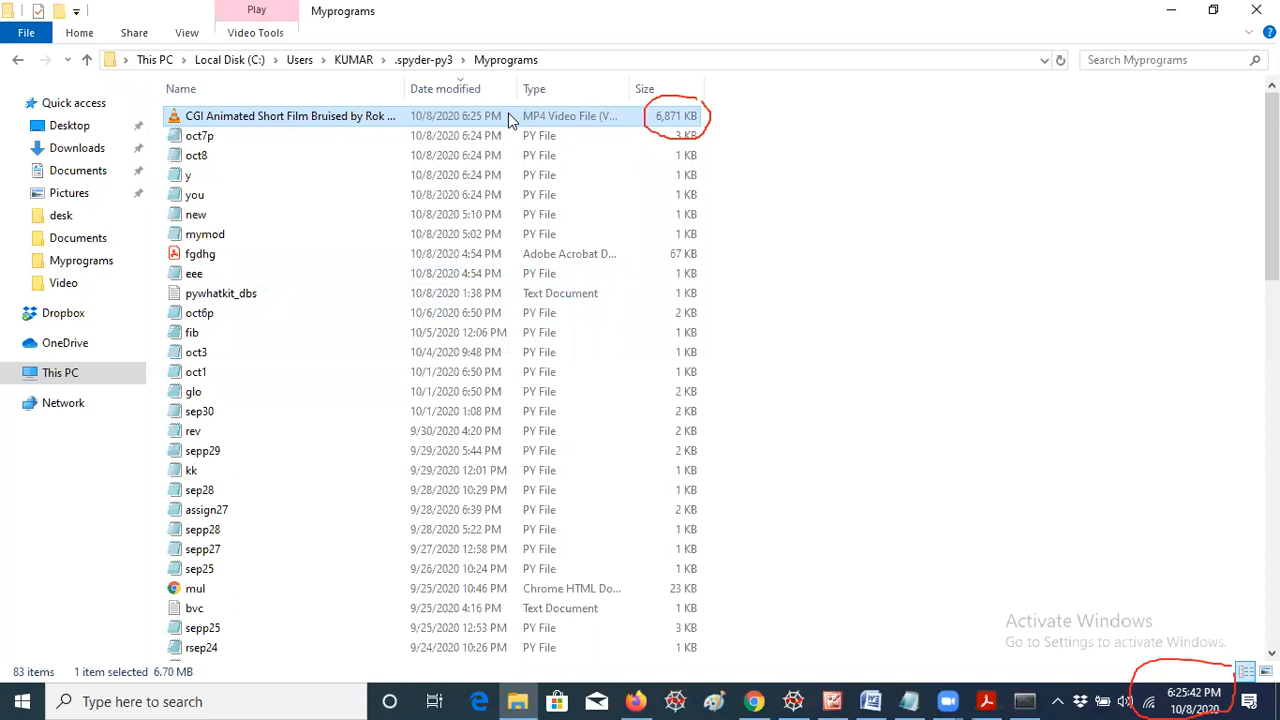 Play
Myprograms
File
Home
Share
View
Video Tools
This PC
Local Disk (C:)
Users
KUMAR
.spyder-py3
Myprograms
Search Myprograms
Name
Date modified
Type
Size
Quick access
Desktop
Downloads
Documents
Pictures
desk
Documents
Myprograms
Video
Dropbox
OneDrive
This PC
Network
CGI Animated Short Film Bruised by Rok ... 10/8/2020 6:25 PM MP4 Video File (V... 6,871 KB
oct7p 10/8/2020 6:24 PM PY File 3 KB
oct8 10/8/2020 6:24 PM PY File 1 KB
y 10/8/2020 6:24 PM PY File 1 KB
you 10/8/2020 6:24 PM PY File 1 KB
new 10/8/2020 5:10 PM PY File 1 KB
mymod 10/8/2020 5:02 PM PY File 1 KB
fgdhg 10/8/2020 4:54 PM Adobe Acrobat D... 67 KB
eee 10/8/2020 4:54 PM PY File 1 KB
pywhatkit_dbs 10/8/2020 1:38 PM Text Document 1 KB
oct6p 10/6/2020 6:50 PM PY File 2 KB
fib 10/5/2020 12:06 PM PY File 1 KB
oct3 10/4/2020 9:48 PM PY File 1 KB
oct1 10/1/2020 6:50 PM PY File 1 KB
glo 10/1/2020 6:50 PM PY File 2 KB
sep30 10/1/2020 1:08 PM PY File 2 KB
rev 9/30/2020 4:20 PM PY File 2 KB
sepp29 9/29/2020 5:44 PM PY File 2 KB
kk 9/29/2020 12:01 PM PY File 1 KB
sep28 9/28/2020 10:29 PM PY File 1 KB
assign27 9/28/2020 6:39 PM PY File 2 KB
sepp28 9/28/2020 5:22 PM PY File 1 KB
sepp27 9/27/2020 12:58 PM PY File 1 KB
sep25 9/26/2020 10:24 PM PY File 1 KB
mul 9/25/2020 10:46 PM Chrome HTML Do... 23 KB
bvc 9/25/2020 4:16 PM Text Document 1 KB
sepp25 9/25/2020 12:53 PM PY File 3 KB
rsep24 9/24/2020 10:26 PM PY File 1 KB
Activate Windows
Go to Settings to activate Windows.
83 items
1 item selected 6.70 MB
Type here to search
6:25:42 PM
10/8/2020